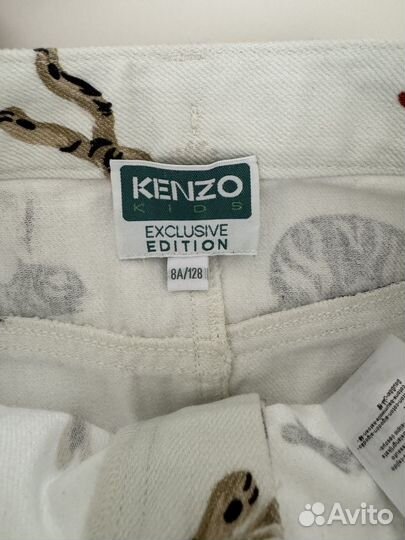 KENZO
KIDS
EXCLUSIVE
EDITION
8A/128
Avito